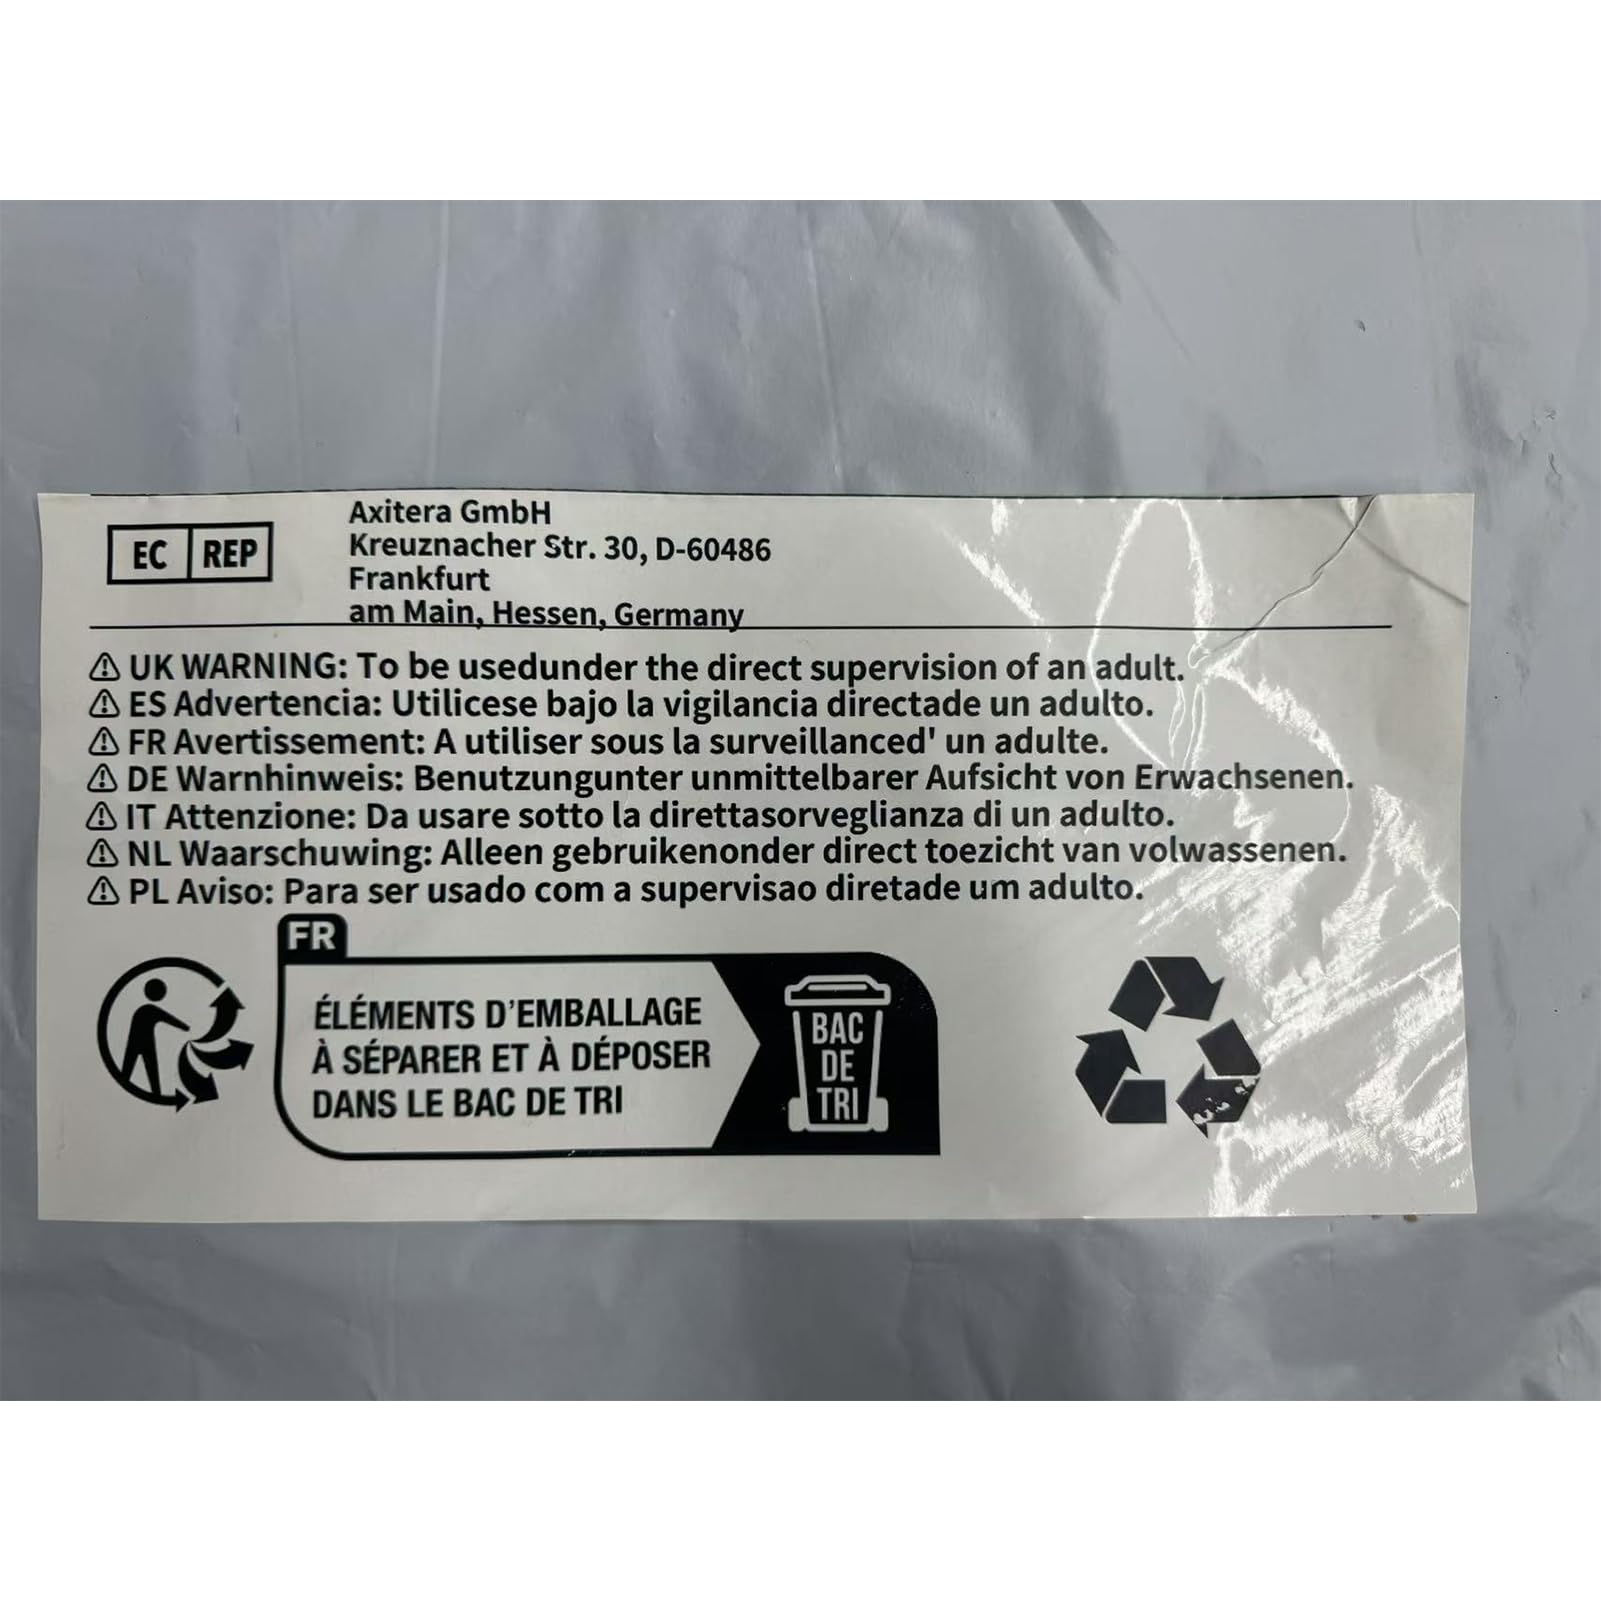 EC REP
Axitera GmbH
Kreuznacher Str. 30, D-60486
Frankfurt
am Main, Hessen, Germany
UK WARNING: To be usedunder the direct supervision of an adult.
ES Advertencia: Utilicese bajo la vigilancia directade un adulto.
FR Avertissement: A utiliser sous la surveillanced' un adulte.
DE Warnhinweis: Benutzungunter unmittelbarer Aufsicht von Erwachsenen.
IT Attenzione: Da usare sotto la direttasorveglianza di un adulto.
NL Waarschuwing: Alleen gebruikenonder direct toezicht van volwassenen.
PL Aviso: Para ser usado com a supervisao diretade um adulto.
FR
ÉLÉMENTS D'EMBALLAGE
À SÉPARER ET À DÉPOSER
DANS LE BAC DE TRI
BAC
DE
TRI